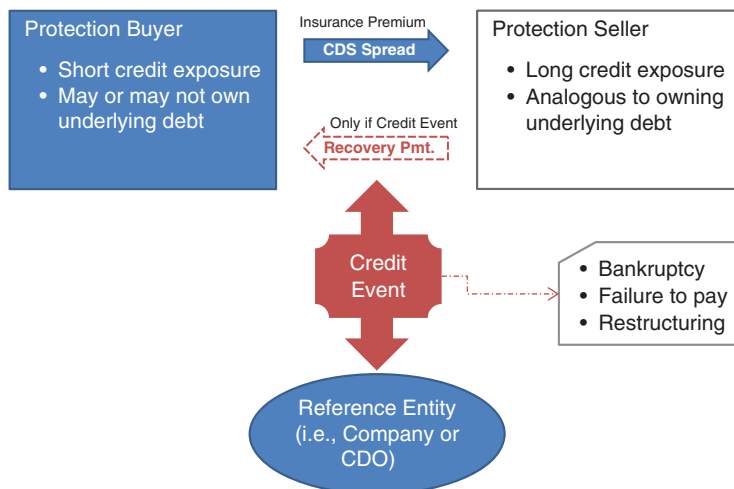 Protection Buyer
• Short credit exposure
• May or may not own
underlying debt
Insurance Premium
CDS Spread
Only if Credit Event
Recovery Pmt.
Protection Seller
• Long credit exposure
• Analogous to owning
underlying debt
Credit
Event
• Bankruptcy
• Failure to pay
• Restructuring
Reference Entity
(i.e., Company or
CDO)